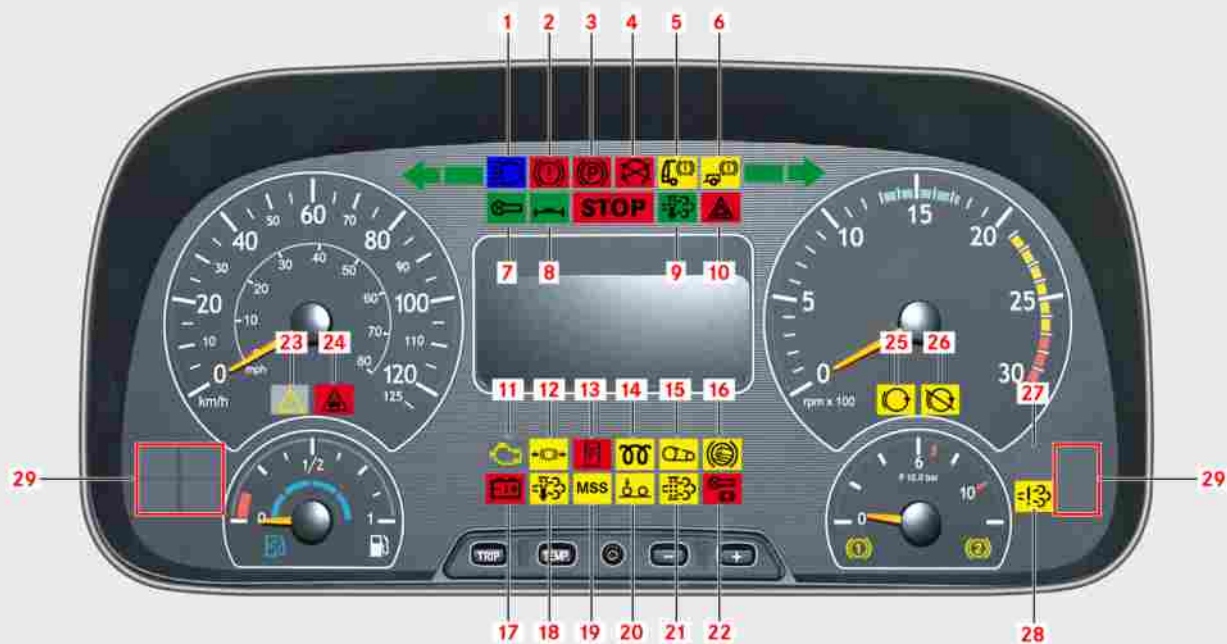 1 2 3 4 5 6
P
STOP
7 8 9 10
0 10 20 30 40 50 60 70 80 90 100 110 120 125
0 10 20 30 40 50 60 70 80
mph
km/h
23 24
0 5 10 15 20 25 30
rpm x 100
25 26
27
11 12 13 14 15 16
29
29
MSS
0 1/2 1
0 6 10
TRIP TEMP. - +
1
2
17 18 19 20 21 22
28